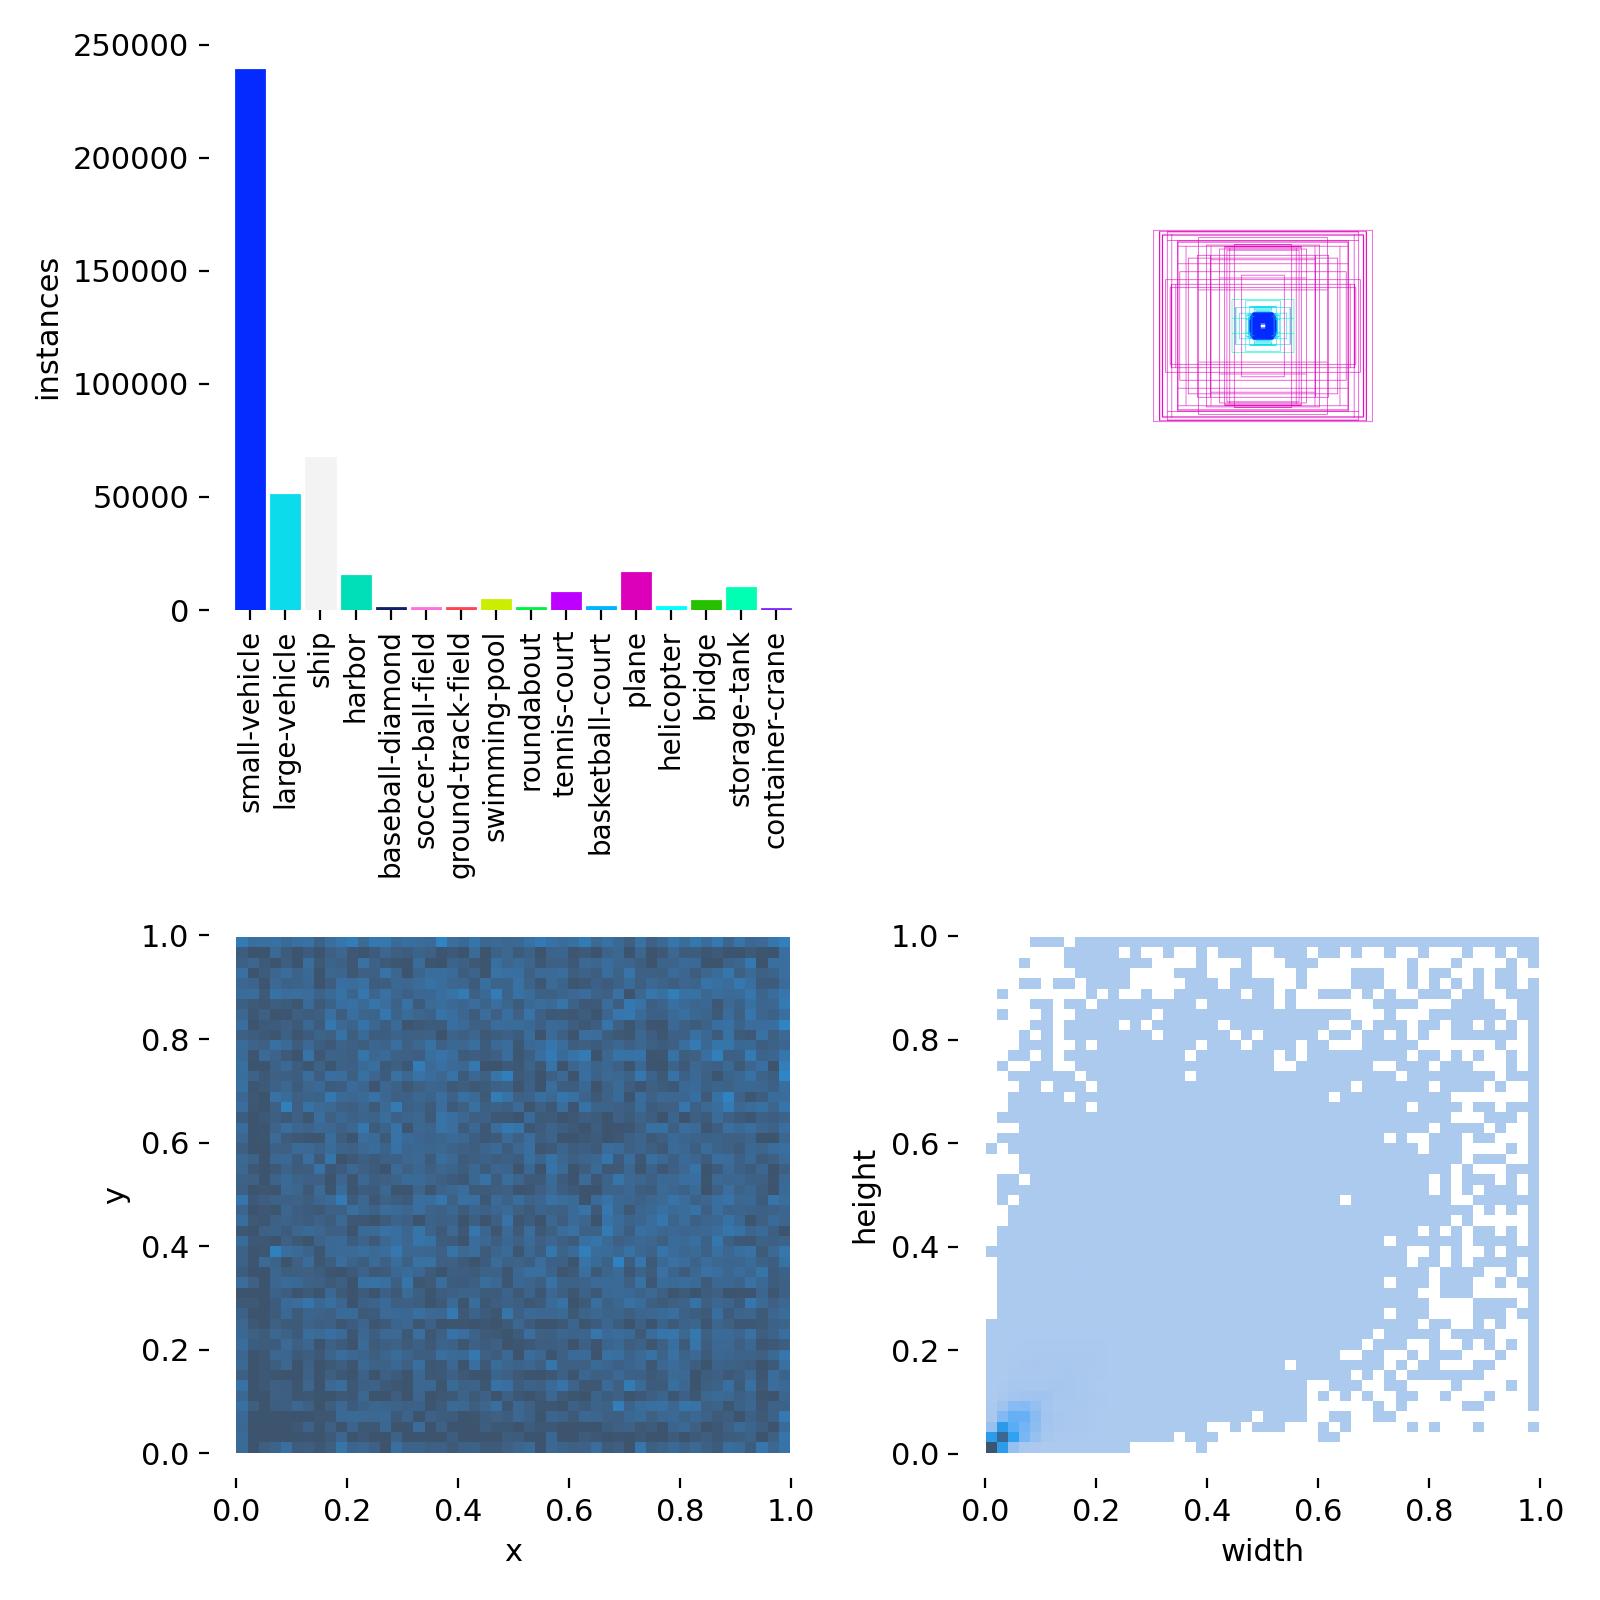 250000
200000
150000
100000
50000
0
instances
small-vehicle
large-vehicle
ship
harbor
baseball-diamond
soccer-ball-field
ground-track-field
swimming-pool
roundabout
tennis-court
basketball-court
plane
helicopter
bridge
storage-tank
container-crane
1.0
0.8
0.6
0.4
0.2
0.0
y
0.0 0.2 0.4 0.6 0.8 1.0
x
1.0
0.8
0.6
0.4
0.2
0.0
height
0.0 0.2 0.4 0.6 0.8 1.0
width